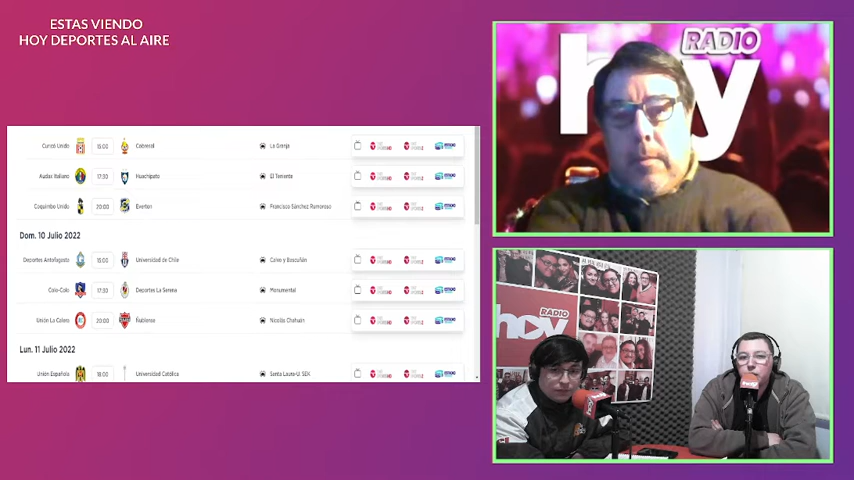 ESTAS VIENDO
HOY DEPORTES AL AIRE
Curicó Unido 15:00 Cobresal La Granja
Audax Italiano 17:30 Huachipato El Teniente
Coquimbo Unido 20:00 Everton Francisco Sánchez Rumoroso
Dom. 10 Julio 2022
Deportes Antofagasta 15:00 Universidad de Chile Calvo y Bascuñán
Colo-Colo 17:30 Deportes La Serena Monumental
Unión La Calera 20:00 Ñublense Nicolás Chahuán
Lun. 11 Julio 2022
Unión Española 18:00 Universidad Católica Santa Laura-U. SEK
RADIO
hoy
RADIO
hoy